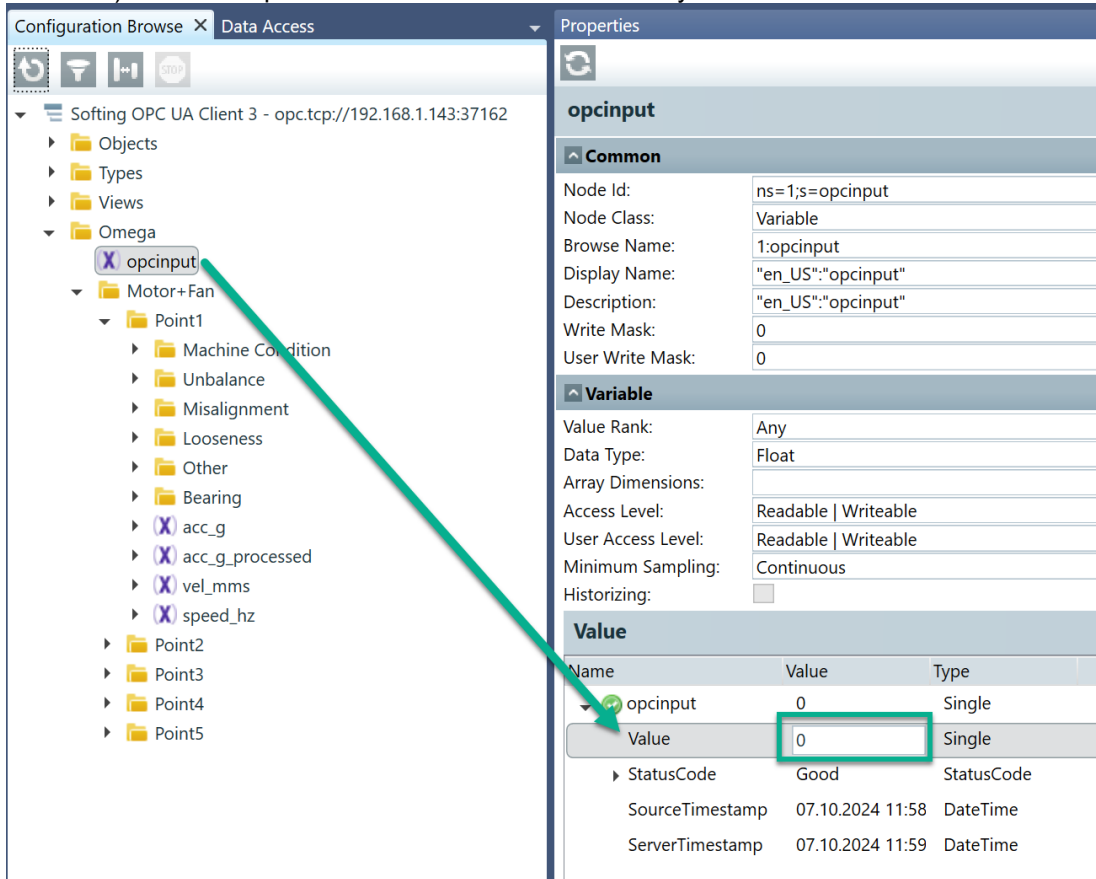 Configuration Browse X Data Access
STOP
Softing OPC UA Client 3 - opc.tcp://192.168.1.143:37162
Objects
Types
Views
Omega
(X) opcinput
Motor+Fan
Point1
Machine Condition
Unbalance
Misalignment
Looseness
Other
Bearing
(X) acc_g
(X) acc_g_processed
(X) vel_mms
(X) speed_hz
Point2
Point3
Point4
Point5
Properties
opcinput
Common
Node Id: ns=1;s=opcinput
Node Class: Variable
Browse Name: 1:opcinput
Display Name: "en_US":"opcinput"
Description: "en_US":"opcinput"
Write Mask: 0
User Write Mask: 0
Variable
Value Rank: Any
Data Type: Float
Array Dimensions:
Access Level: Readable | Writeable
User Access Level: Readable | Writeable
Minimum Sampling: Continuous
Historizing:
Value
Name Value Type
opcinput 0 Single
Value 0 Single
StatusCode Good StatusCode
SourceTimestamp 07.10.2024 11:58 DateTime
ServerTimestamp 07.10.2024 11:59 DateTime